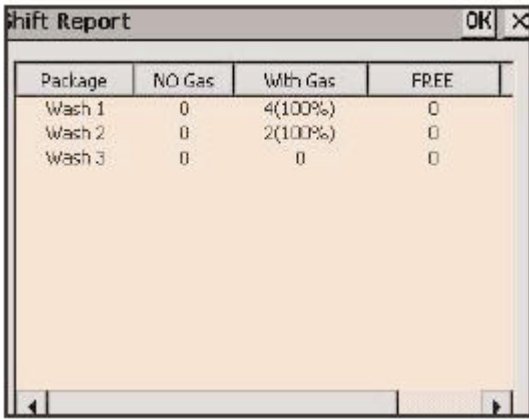 Shift Report OK
Package NO Gas With Gas FREE
Wash 1 0 4(100%) 0
Wash 2 0 2(100%) 0
Wash 3 0 0 0